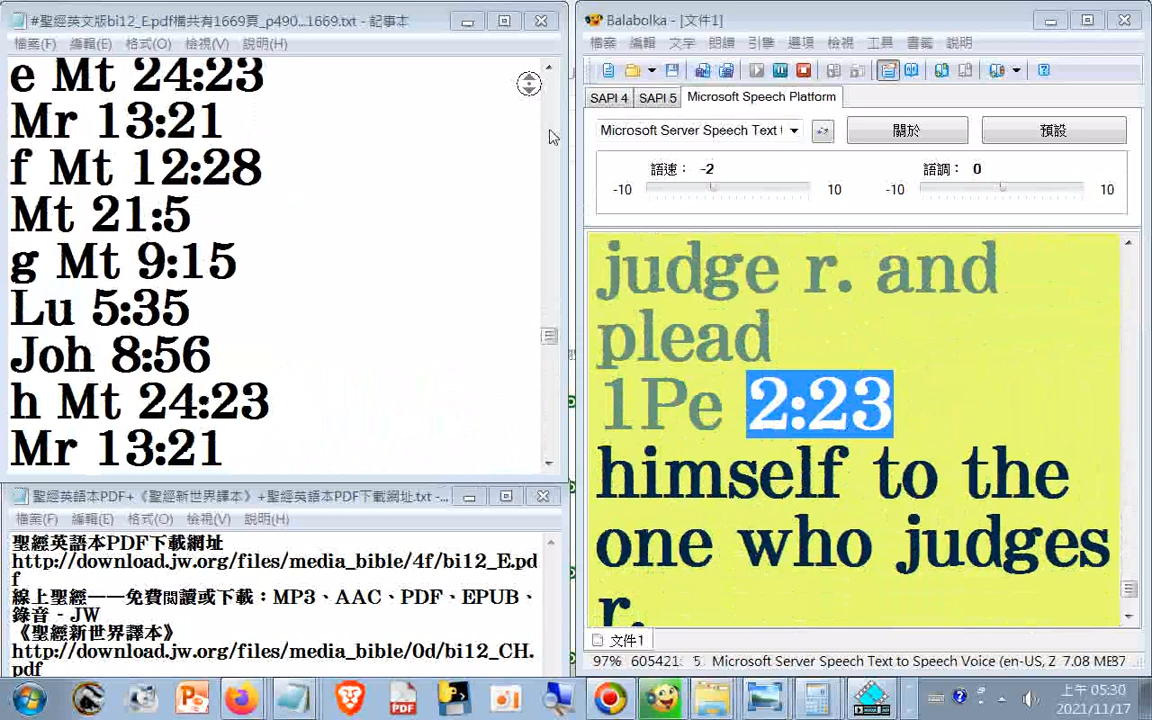 #聖經英文版bi12_E.pdf檔共有1669頁_p490...1669.txt - 記事本
檔案(F) 編輯(E) 格式(O) 檢視(V) 說明(H)
e Mt 24:23
Mr 13:21
f Mt 12:28
Mt 21:5
g Mt 9:15
Lu 5:35
Joh 8:56
h Mt 24:23
Mr 13:21
聖經英語本PDF+《聖經新世界譯本》+聖經英語本PDF下載網址.txt -...
檔案(F) 編輯(E) 格式(O) 檢視(V) 說明(H)
聖經英語本PDF下載網址
http://download.jw.org/files/media_bible/4f/bi12_E.pd
f
線上聖經——免費閱讀或下載：MP3、AAC、PDF、EPUB、
錄音 - JW
《聖經新世界譯本》
http://download.jw.org/files/media_bible/0d/bi12_CH.
pdf
Balabolka - [文件1]
檔案 編輯 文字 朗讀 引擎 選項 檢視 工具 書籤 說明
SAPI 4 SAPI 5 Microsoft Speech Platform
Microsoft Server Speech Text 關於 預設
語速： -2 語調： 0
-10 10 -10 10
judge r. and
plead
1Pe 2:23
himself to the
one who judges
r.
文件1
97% 605421: 5 Microsoft Server Speech Text to Speech Voice (en-US, Z 7.08 ME
PDF
上午 05:30
2021/11/17